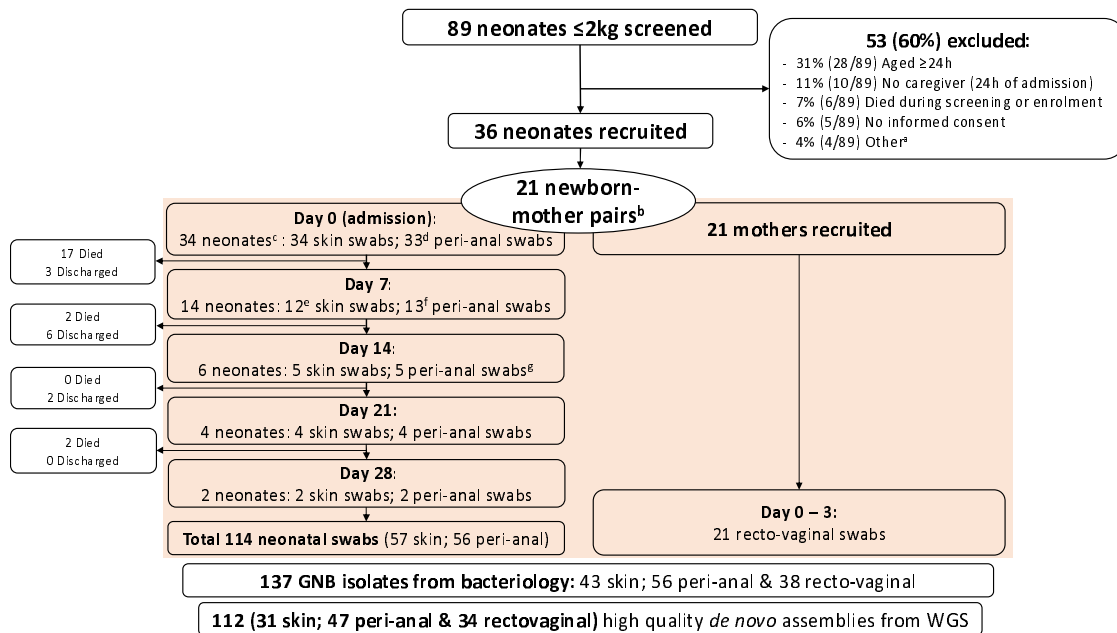 89 neonates ≤2kg screened
53 (60%) excluded:
- 31% (28/89) Aged ≥24h
- 11% (10/89) No caregiver (24h of admission)
- 7% (6/89) Died during screening or enrolment
- 6% (5/89) No informed consent
- 4% (4/89) Otherᵃ
36 neonates recruited
21 newborn-
mother pairsᵇ
Day 0 (admission):
34 neonatesᶜ : 34 skin swabs; 33ᵈ peri-anal swabs
21 mothers recruited
17 Died
3 Discharged
Day 7:
14 neonates: 12ᵉ skin swabs; 13ᶠ peri-anal swabs
2 Died
6 Discharged
Day 14:
6 neonates: 5 skin swabs; 5 peri-anal swabsᵍ
0 Died
2 Discharged
Day 21:
4 neonates: 4 skin swabs; 4 peri-anal swabs
2 Died
0 Discharged
Day 28:
2 neonates: 2 skin swabs; 2 peri-anal swabs
Day 0 – 3:
21 recto-vaginal swabs
Total 114 neonatal swabs (57 skin; 56 peri-anal)
137 GNB isolates from bacteriology: 43 skin; 56 peri-anal & 38 recto-vaginal
112 (31 skin; 47 peri-anal & 34 rectovaginal) high quality de novo assemblies from WGS